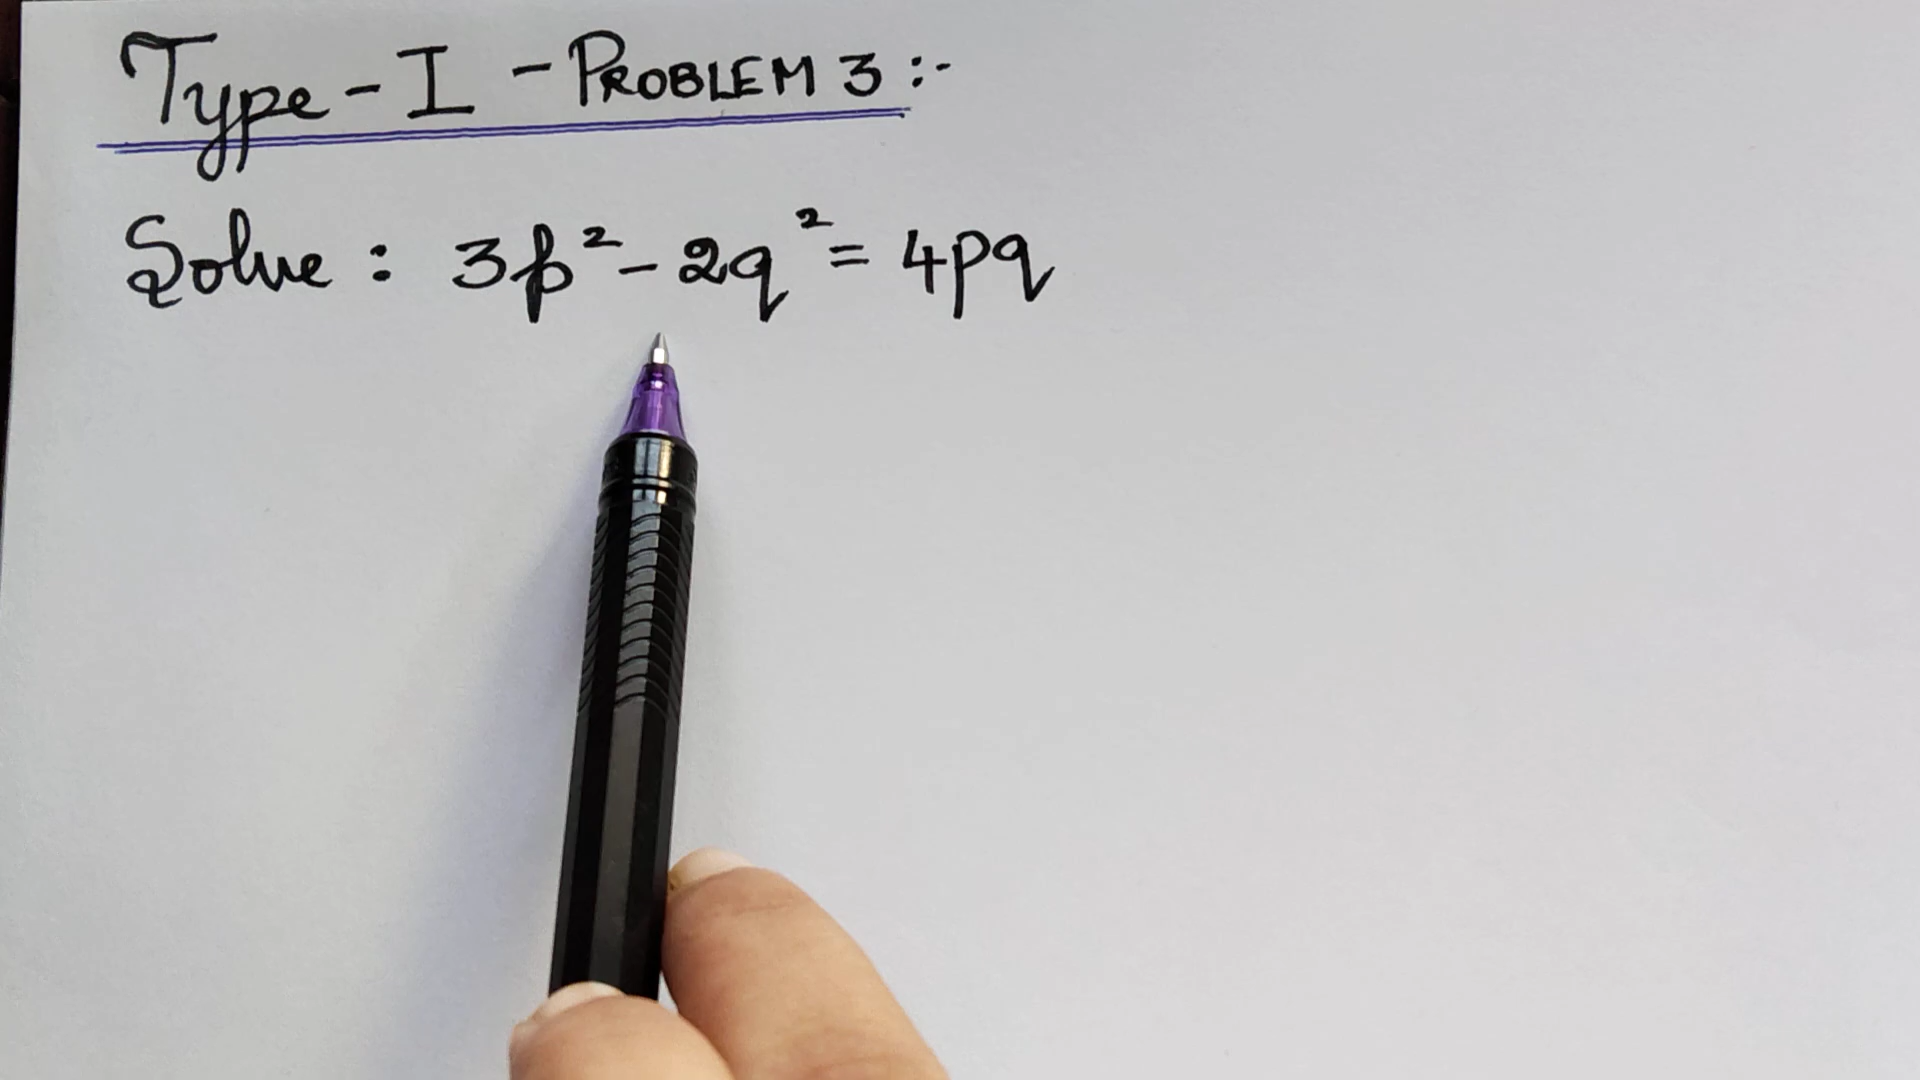 Type - I - PROBLEM 3 :-
Solve : 3p² - 2q² = 4pq